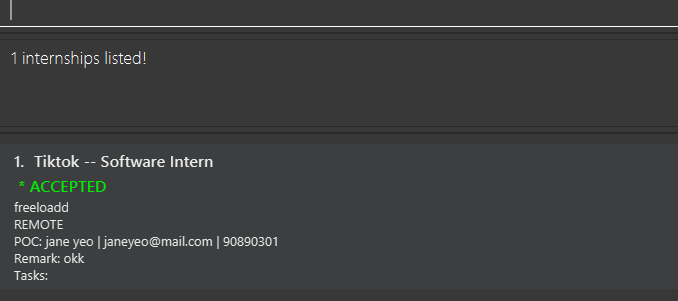 1 internships listed!
1. Tiktok -- Software Intern
* ACCEPTED
freeloadd
REMOTE
POC: jane yeo | janeyeo@mail.com | 90890301
Remark: okk
Tasks: